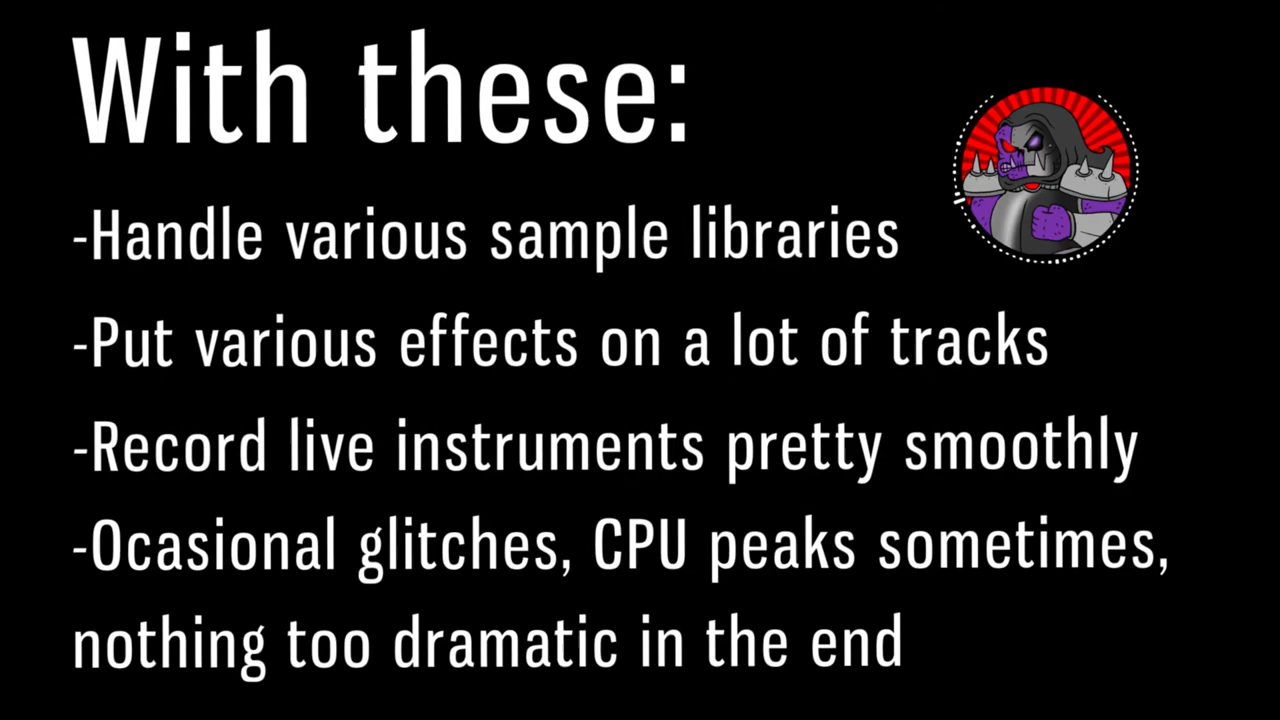 With these:
-Handle various sample libraries
-Put various effects on a lot of tracks
-Record live instruments pretty smoothly
-Ocasional glitches, CPU peaks sometimes,
nothing too dramatic in the end